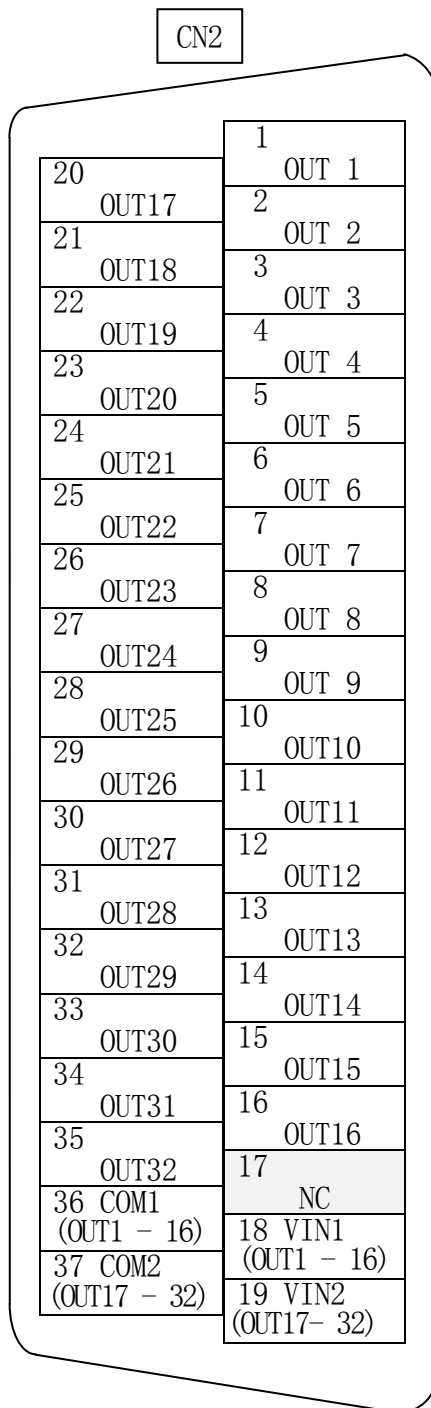 CN2
1
OUT 1
20
OUT17
2
OUT 2
21
OUT18
3
OUT 3
22
OUT19
4
OUT 4
23
OUT20
5
OUT 5
24
OUT21
6
OUT 6
25
OUT22
7
OUT 7
26
OUT23
8
OUT 8
27
OUT24
9
OUT 9
28
OUT25
10
OUT10
29
OUT26
11
OUT11
30
OUT27
12
OUT12
31
OUT28
13
OUT13
32
OUT29
14
OUT14
33
OUT30
15
OUT15
34
OUT31
16
OUT16
35
OUT32
17
NC
36 COM1
(OUT1 - 16)
18 VIN1
(OUT1 - 16)
37 COM2
(OUT17 - 32)
19 VIN2
(OUT17- 32)